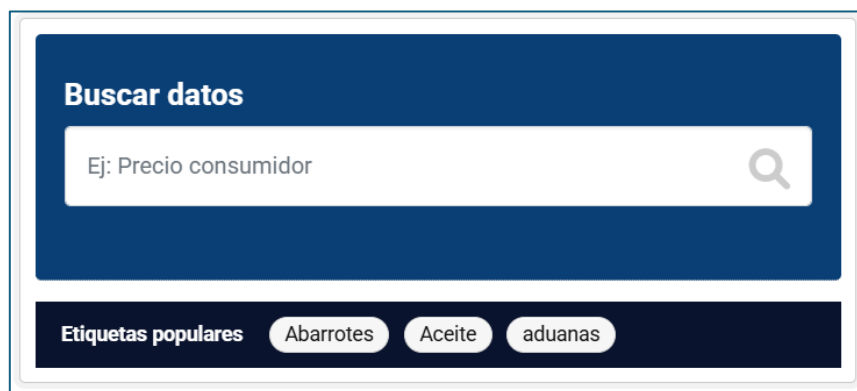 Buscar datos
Ej: Precio consumidor
Etiquetas populares Abarrotes Aceite aduanas